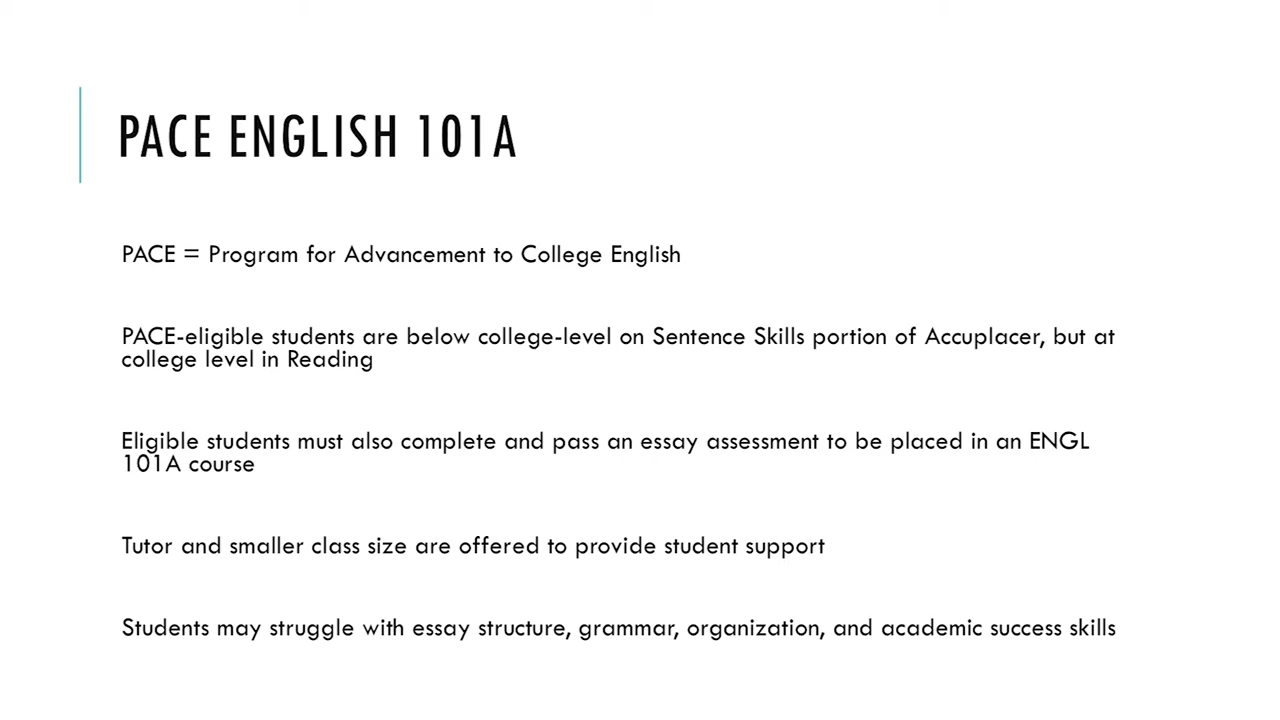 PACE ENGLISH 101A
PACE = Program for Advancement to College English
PACE-eligible students are below college-level on Sentence Skills portion of Accuplacer, but at
college level in Reading
Eligible students must also complete and pass an essay assessment to be placed in an ENGL
101A course
Tutor and smaller class size are offered to provide student support
Students may struggle with essay structure, grammar, organization, and academic success skills